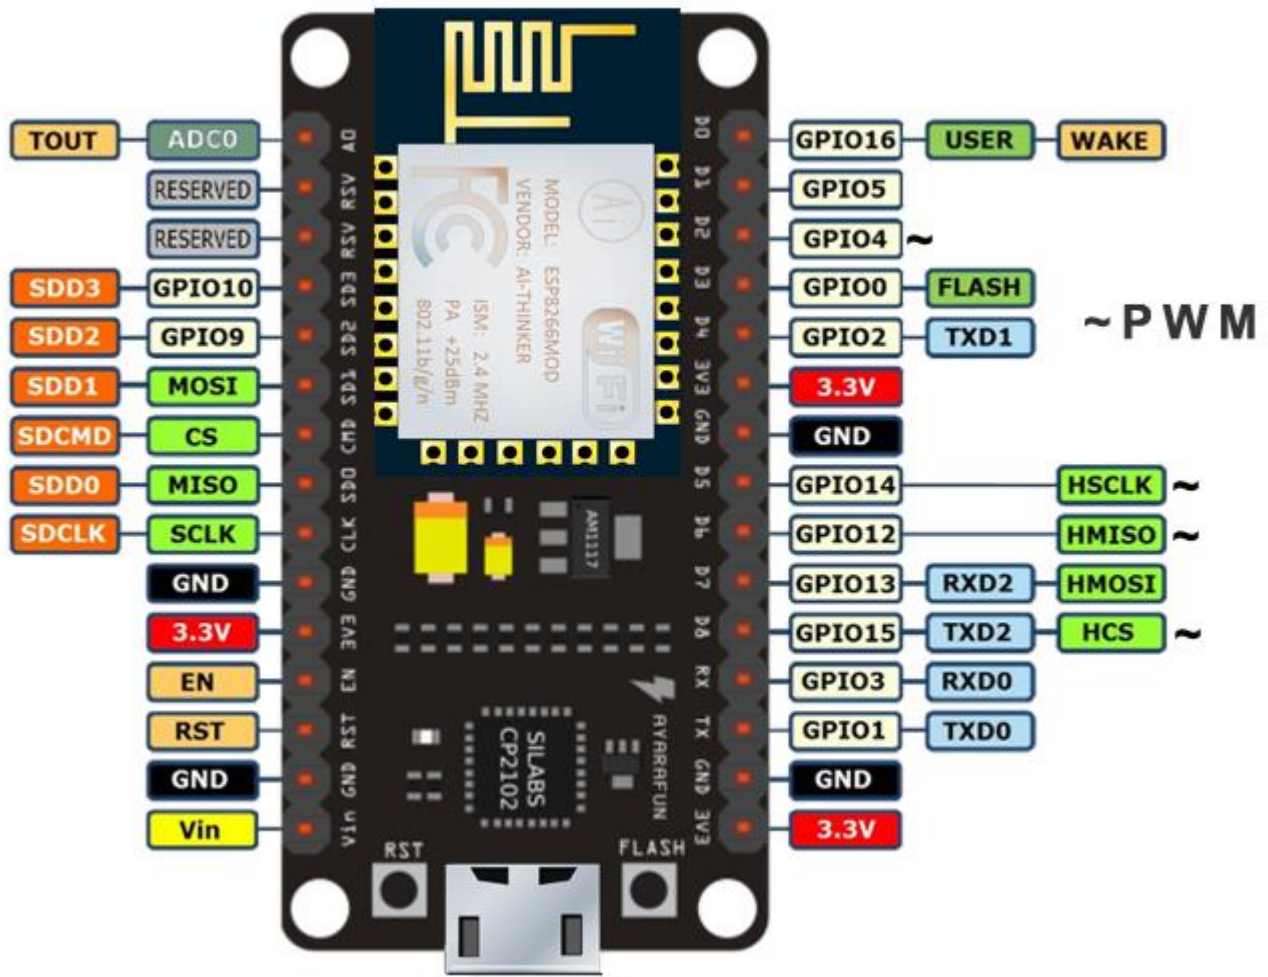 TOUT ADC0 A0 D0 GPIO16 USER WAKE
RESERVED RSV D1 GPIO5
RESERVED RSV D2 GPIO4 ~
SDD3 GPIO10 SD3 D3 GPIO0 FLASH
SDD2 GPIO9 SD2 D4 GPIO2 TXD1
~PWM
SDD1 MOSI SD1 3V3 3.3V
SDCMD CS CMD GND GND
SDD0 MISO SD0 D5 GPIO14 HSCLK ~
SDCLK SCLK CLK D6 GPIO12 HMISO ~
GND GND D7 GPIO13 RXD2 HMOSI
3.3V 3V3 D8 GPIO15 TXD2 HCS ~
EN EN RX GPIO3 RXD0
RST RST TX GPIO1 TXD0
GND GND GND GND
Vin Vin 3V3 3.3V
Ai
MODEL: ESP8266MOD
VENDOR: AI-THINKER
ISM: 2.4 MHZ
PA +25dBm
802.11b/g/n
FC
Wi Fi
AM1117
SILABS
CP2102
AYARAFUN
RST
FLASH